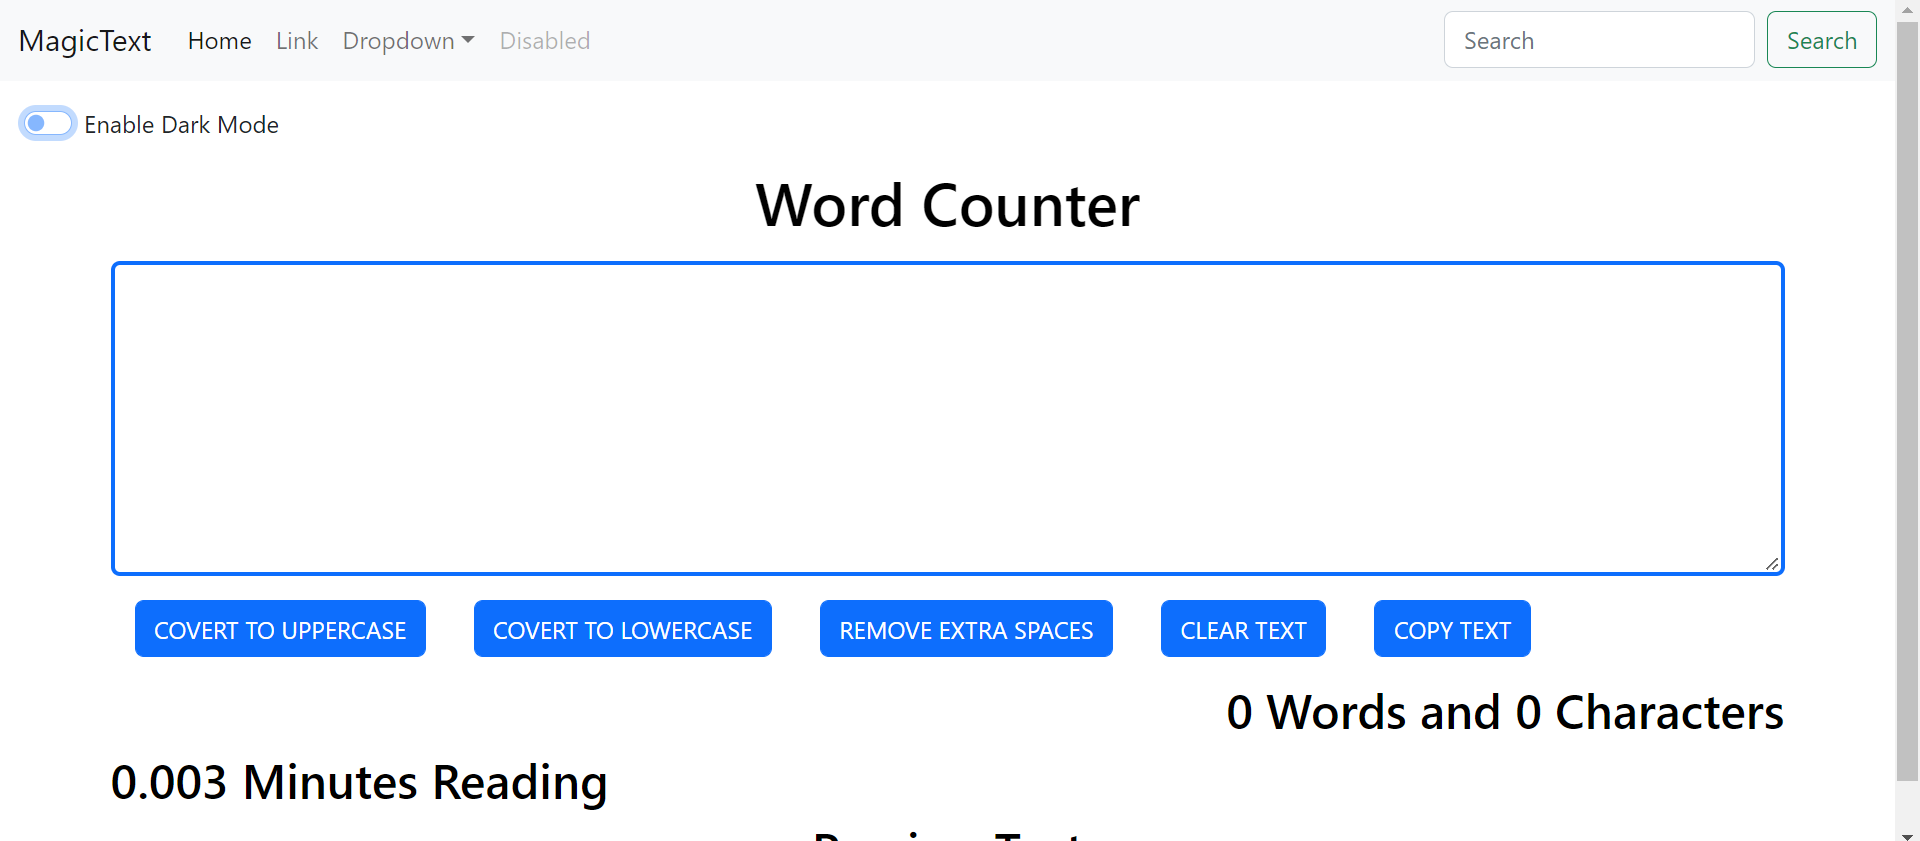 MagicText Home Link Dropdown Disabled Search Search
Enable Dark Mode
Word Counter
COVERT TO UPPERCASE COVERT TO LOWERCASE REMOVE EXTRA SPACES CLEAR TEXT COPY TEXT
0 Words and 0 Characters
0.003 Minutes Reading